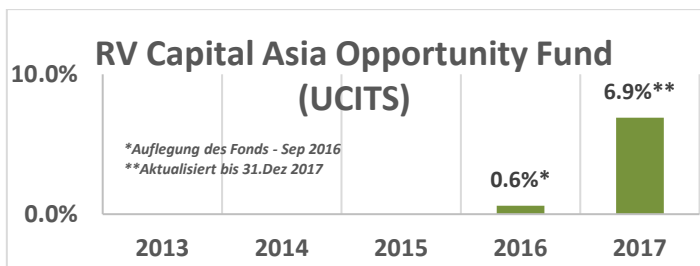 RV Capital Asia Opportunity Fund
(UCITS)
10.0%
6.9%**
*Auflegung des Fonds - Sep 2016
**Aktualisiert bis 31.Dez 2017
0.6%*
0.0%
2013 2014 2015 2016 2017